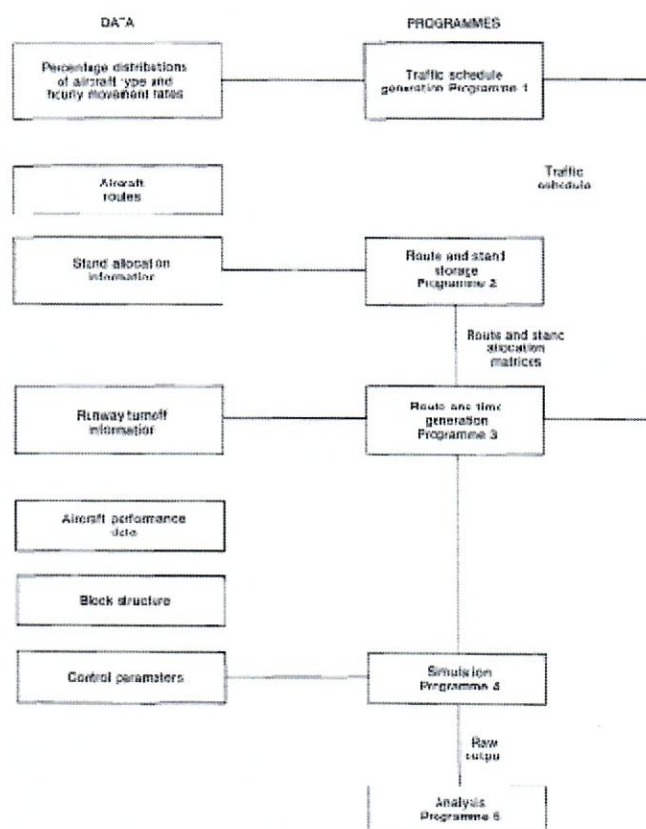 DATA
PROGRAMMES
Percentage distributions
of aircraft type and
hourly movement rates
Traffic schedule
generation Programme 1
Aircraft
routes
Traffic
schedule
Stand allocation
information
Route and stand
storage
Programme 2
Route and stand
allocation
matrices
Runway turnoff
information
Route and time
generation
Programme 3
Aircraft performance
data
Block structure
Control parameters
Simulation
Programme 4
Raw
output
Analysis
Programme 5